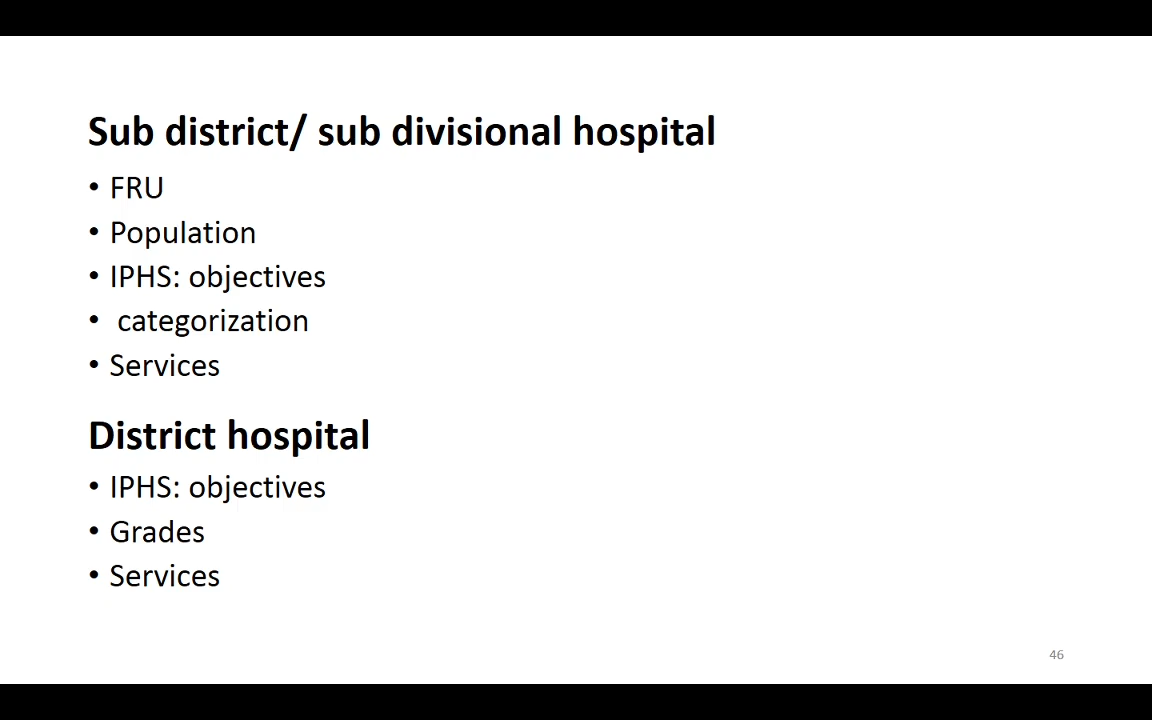 Sub district/ sub divisional hospital
• FRU
• Population
• IPHS: objectives
• categorization
• Services
District hospital
• IPHS: objectives
• Grades
• Services
46